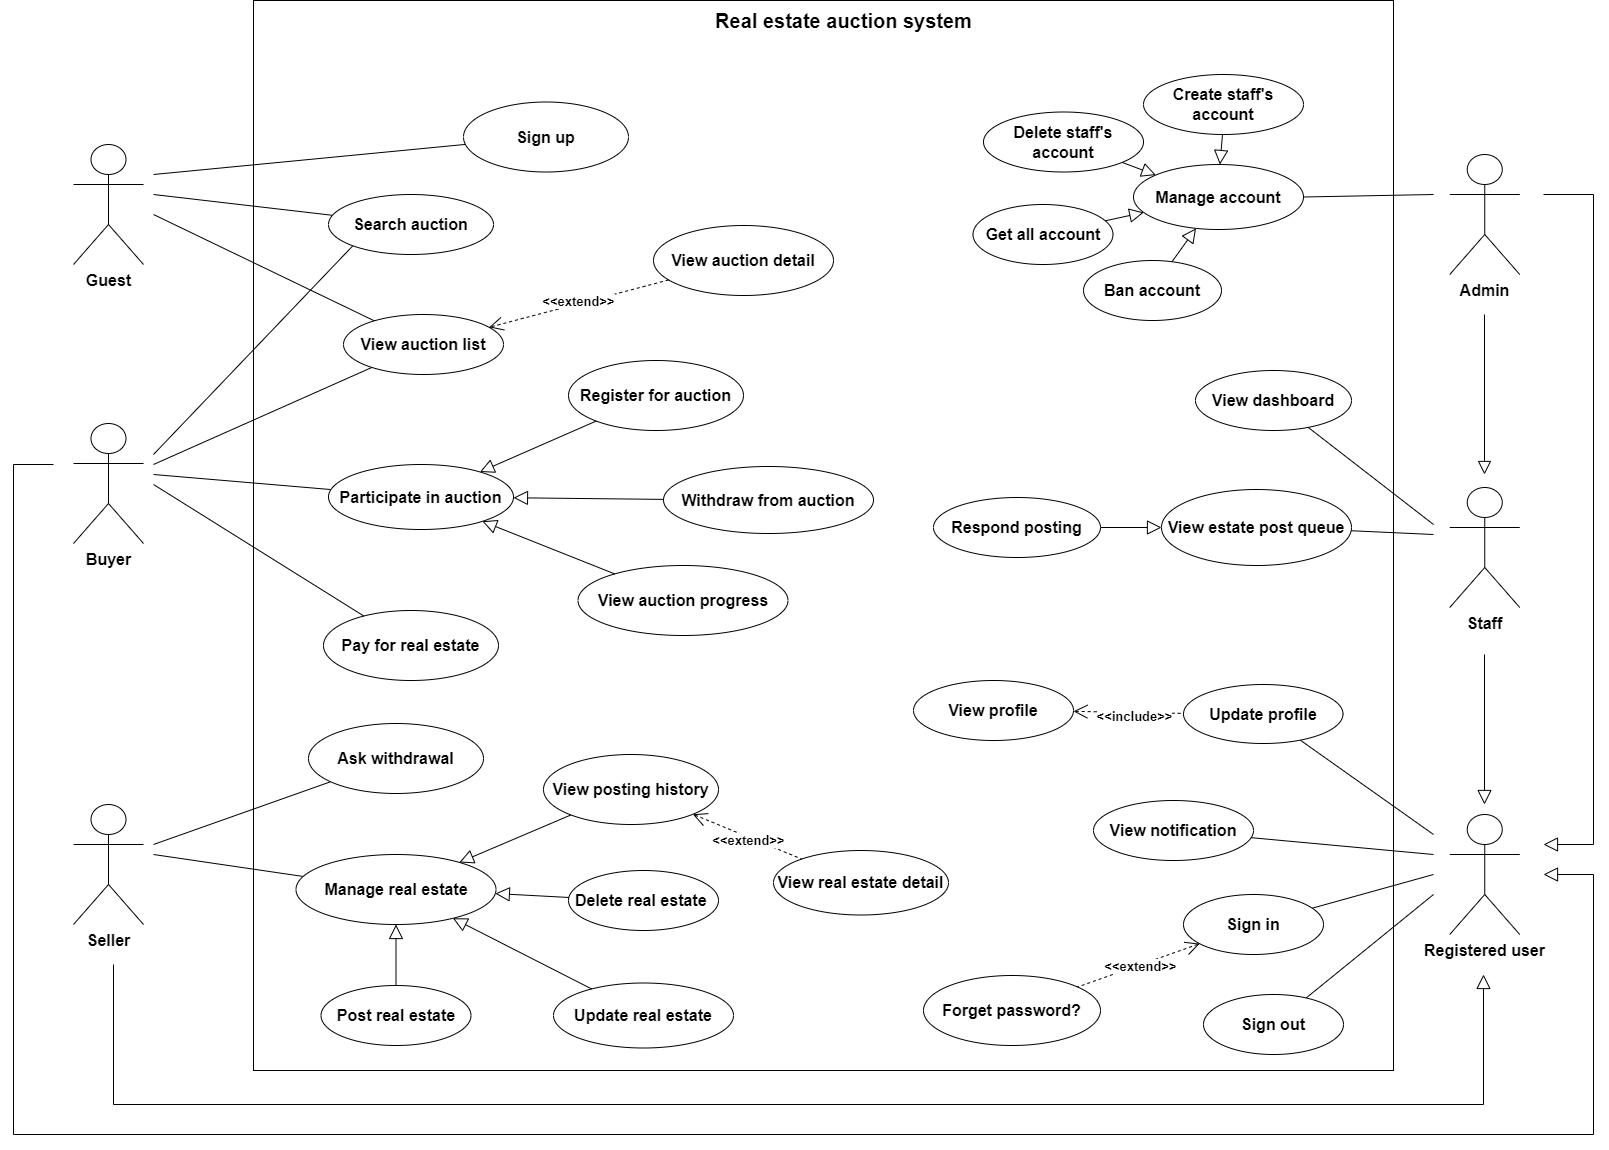 Real estate auction system
Create staff's
account
Delete staff's
account
Sign up
Manage account
Search auction
Get all account
Guest
View auction detail
Ban account
Admin
<<extend>>
View auction list
Register for auction
View dashboard
Participate in auction
Withdraw from auction
Respond posting
View estate post queue
Buyer
View auction progress
Staff
Pay for real estate
View profile
<<include>>
Update profile
Ask withdrawal
View posting history
View notification
<<extend>>
Manage real estate
View real estate detail
Delete real estate
Sign in
Seller
Registered user
<<extend>>
Post real estate
Update real estate
Forget password?
Sign out